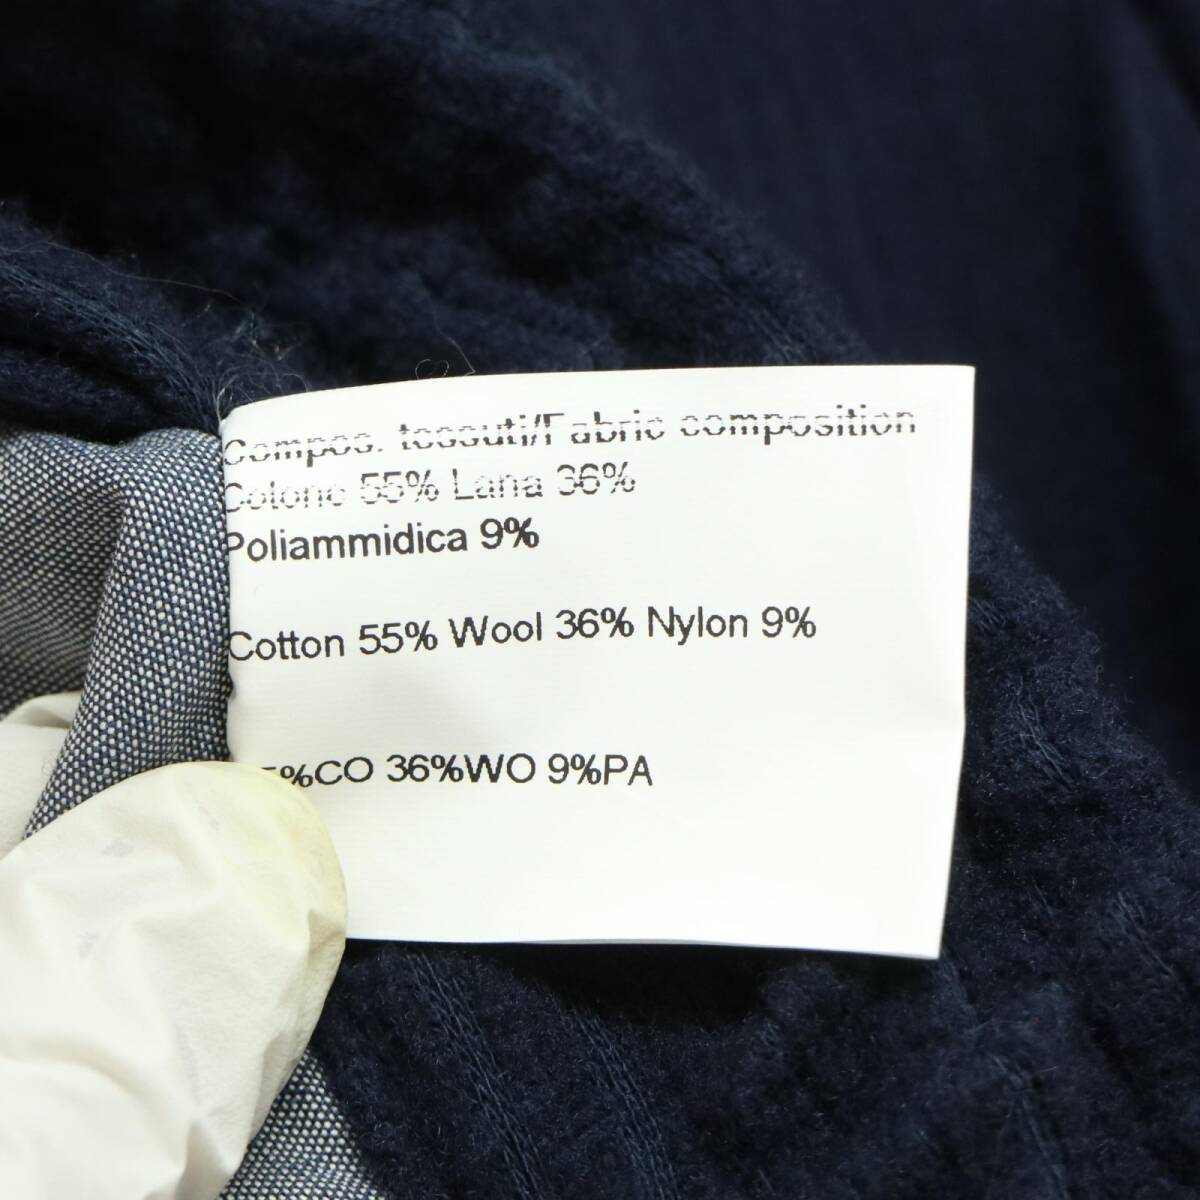 Compos. tessuti/Fabric composition
Cotone 55% Lana 36%
Poliammidica 9%
Cotton 55% Wool 36% Nylon 9%
5%CO 36%WO 9%PA